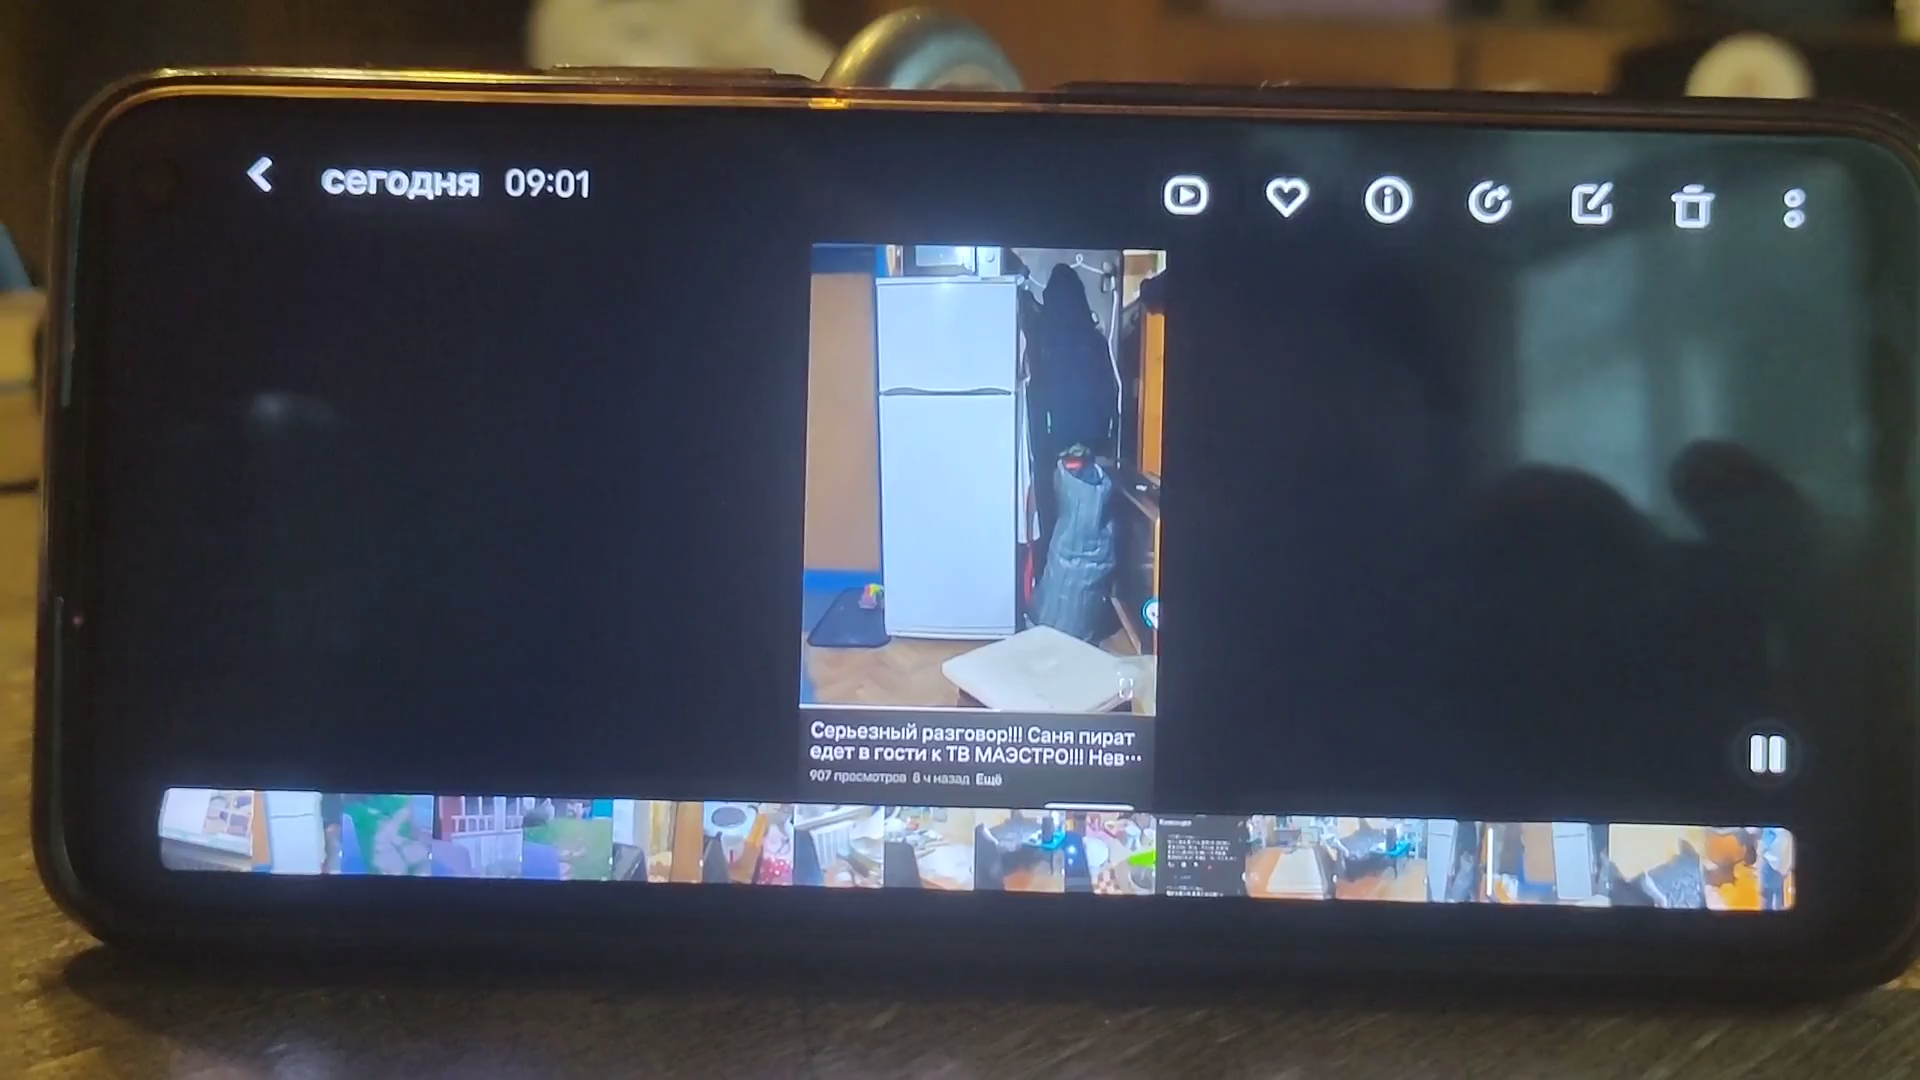 сегодня 09:01
Серьезный разговор!!! Саня пират
едет в гости к ТВ МАЭСТРО!!! Нев...
907 просмотров 8 ч назад Ещё